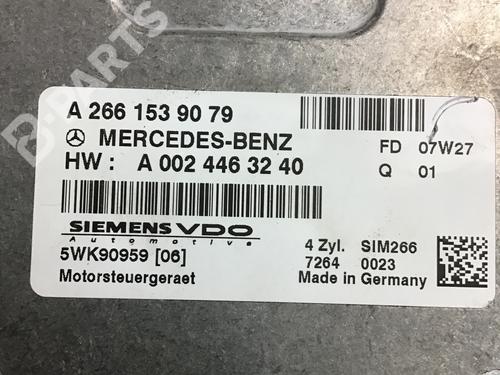 B-PARTS
A 266 153 90 79
MERCEDES-BENZ
FD 07W27
HW : A 002 446 32 40
Q 01
SIEMENS VDO
Automotive
4 Zyl. SIM266
5WK90959 [06]
7264 0023
Motorsteuergeraet
Made in Germany